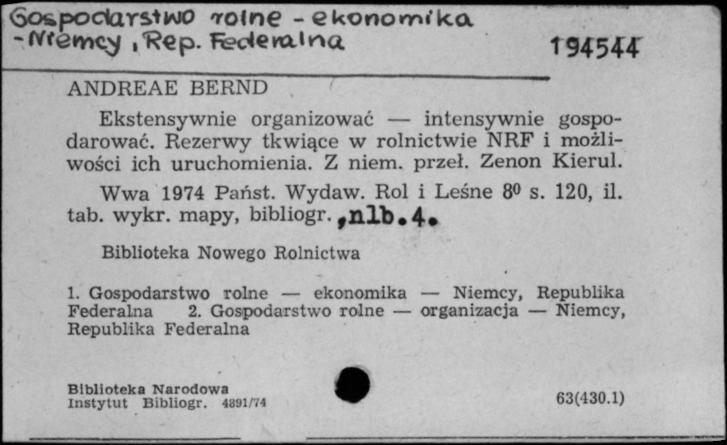 Gospodarstwo rolne - ekonomika
- Niemcy, Rep. Federalna
194544
ANDREAE BERND
Ekstensywnie organizować — intensywnie gospo-
darować. Rezerwy tkwiące w rolnictwie NRF i możli-
wości ich uruchomienia. Z niem. przeł. Zenon Kierul.
Wwa 1974 Państ. Wydaw. Rol i Leśne 8⁰ s. 120, il.
tab. wykr. mapy, bibliogr. ,nlb.4.
Biblioteka Nowego Rolnictwa
1. Gospodarstwo rolne — ekonomika — Niemcy, Republika
Federalna 2. Gospodarstwo rolne — organizacja — Niemcy,
Republika Federalna
Biblioteka Narodowa
Instytut Bibliogr. 4891/74
63(430.1)